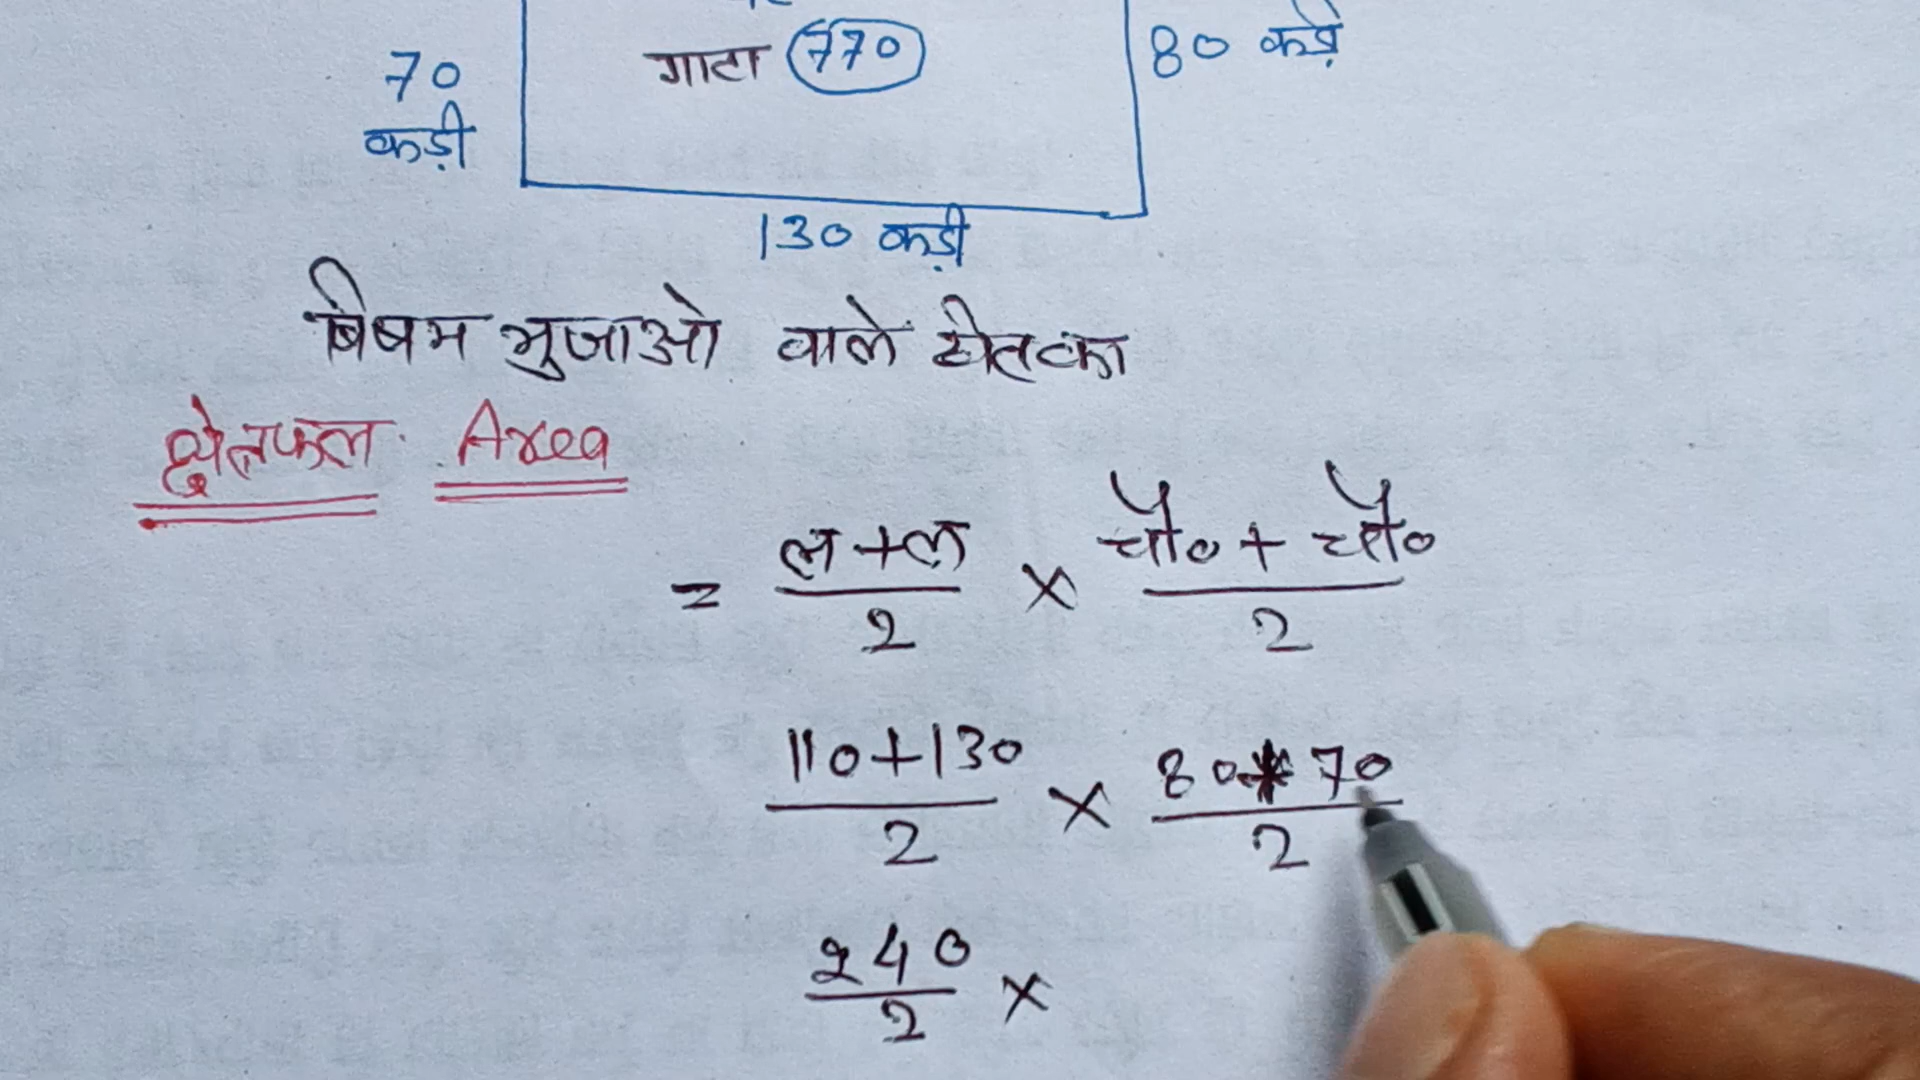 गाटा 770
80 कड़ी
70
कड़ी
130 कड़ी
बिषम भुजाओ वाले खेत का
क्षेत्रफल Area
= ल+ल/2 × चौ० + चौ०/2
110+130/2 × 80+70/2
240/2 ×